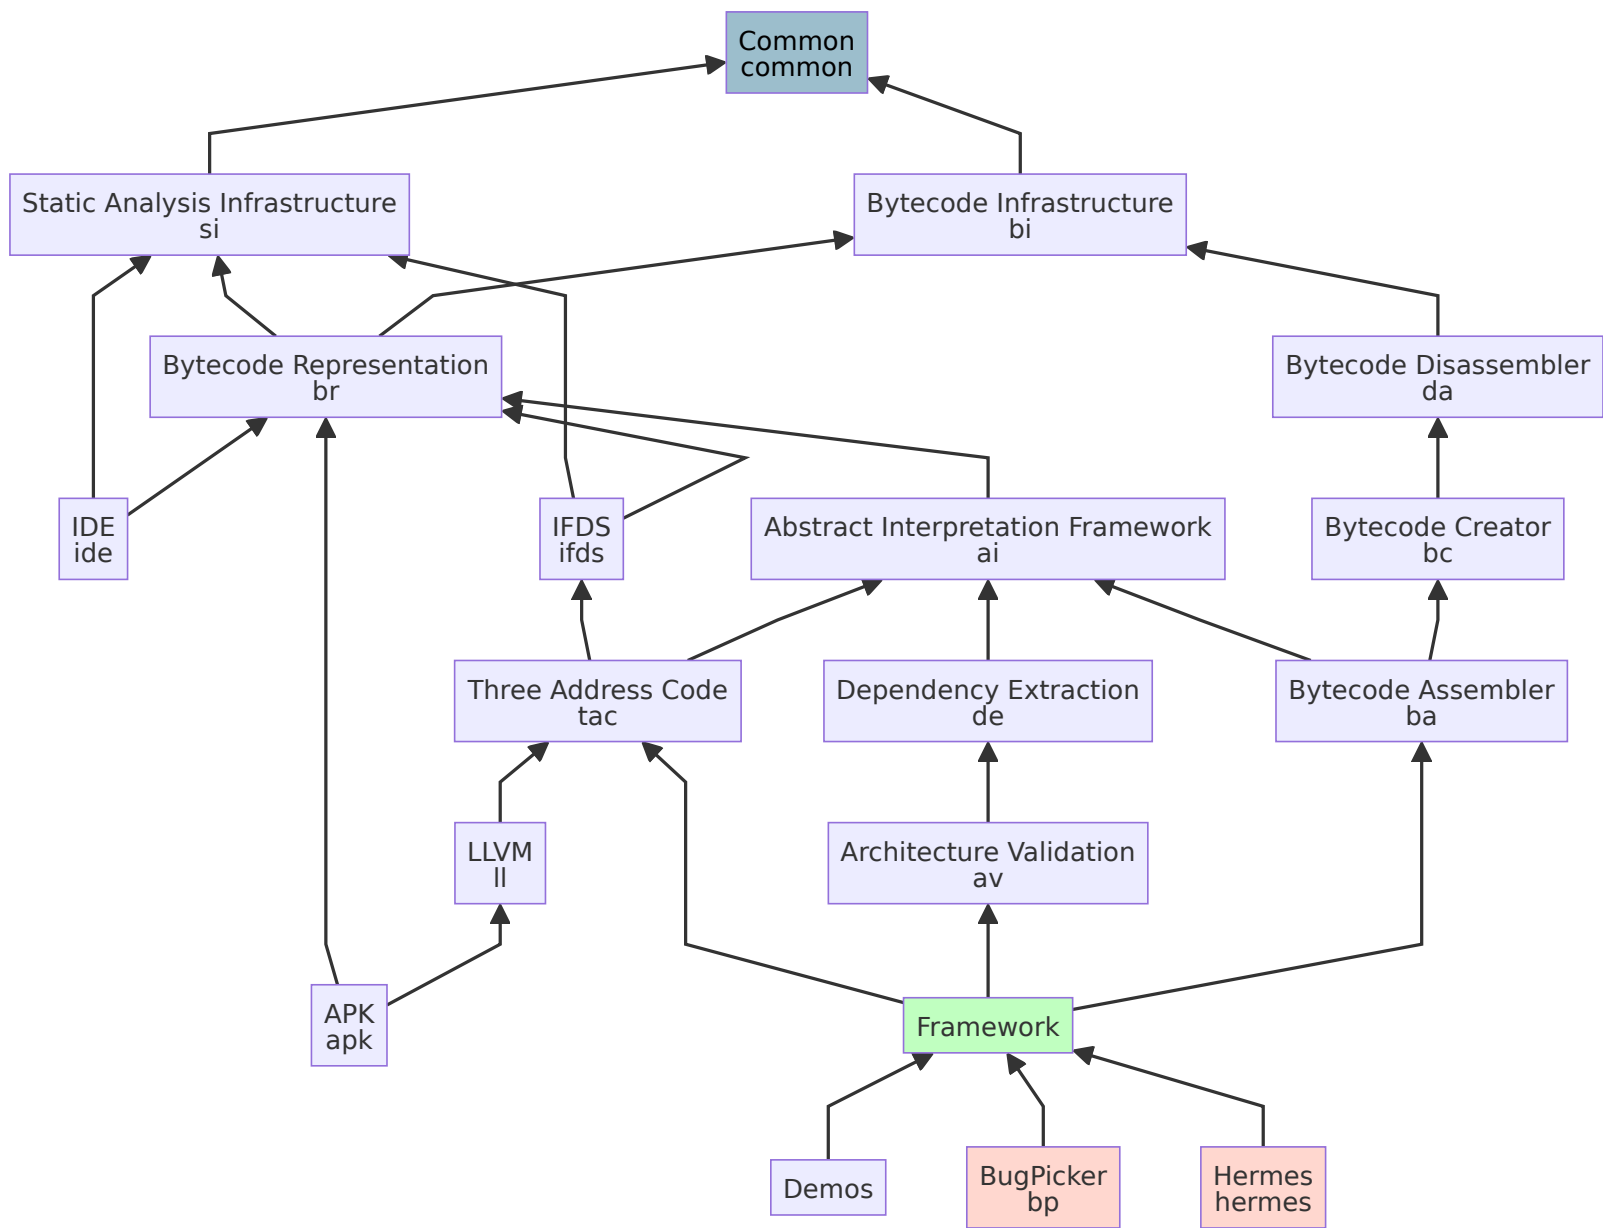 Common
common
Static Analysis Infrastructure
si
Bytecode Infrastructure
bi
Bytecode Representation
br
Bytecode Disassembler
da
IDE
ide
IFDS
ifds
Abstract Interpretation Framework
ai
Bytecode Creator
bc
Three Address Code
tac
Dependency Extraction
de
Bytecode Assembler
ba
LLVM
ll
Architecture Validation
av
APK
apk
Framework
Demos
BugPicker
bp
Hermes
hermes